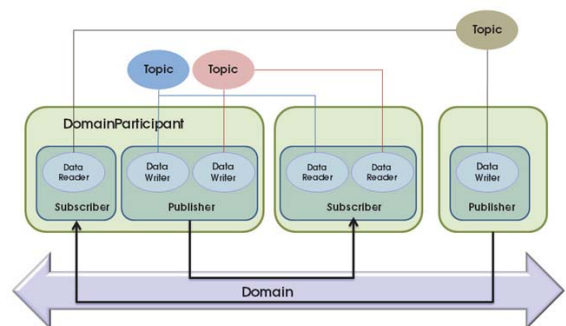 Topic
Topic
Topic
DomainParticipant
Data
Reader
Data
Writer
Data
Writer
Data
Reader
Data
Reader
Data
Writer
Subscriber
Publisher
Subscriber
Publisher
Domain